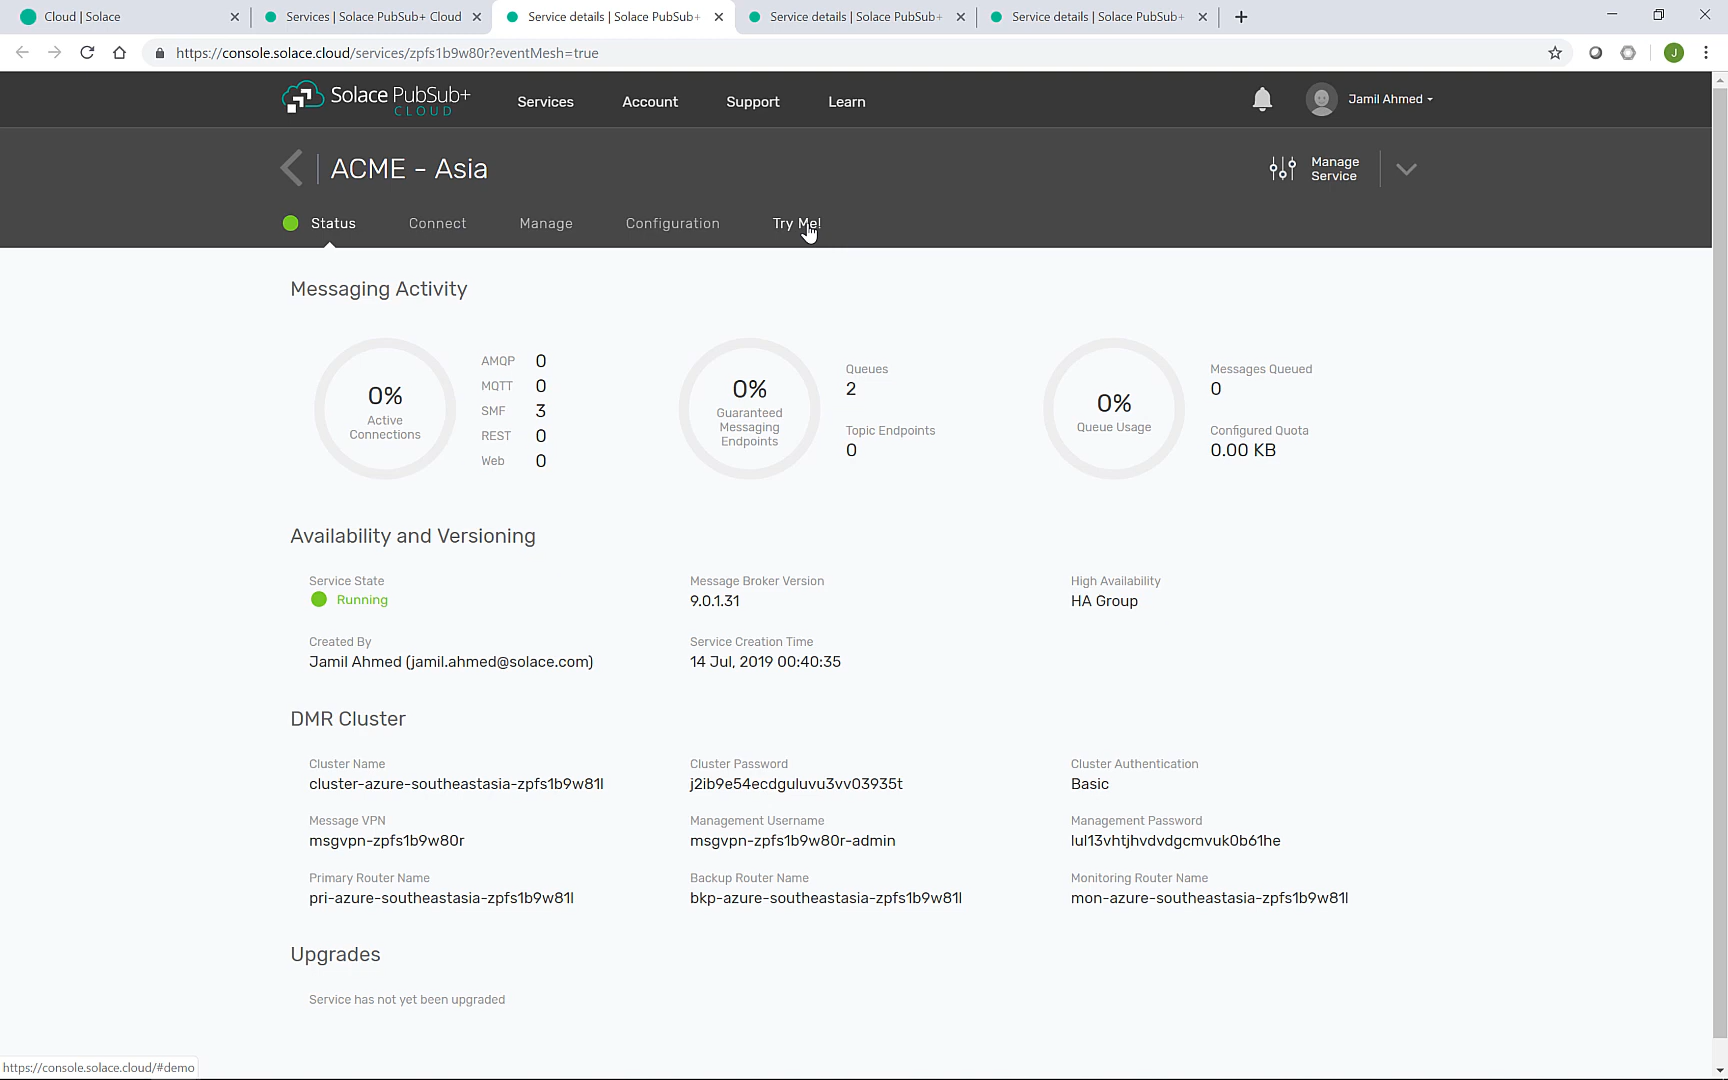 Cloud | Solace
Services | Solace PubSub+ Cloud
Service details | Solace PubSub+
Service details | Solace PubSub+
Service details | Solace PubSub+
https://console.solace.cloud/services/zpfs1b9w80r?eventMesh=true
J
Solace PubSub+
CLOUD
Services
Account
Support
Learn
Jamil Ahmed
ACME - Asia
Manage
Service
Status
Connect
Manage
Configuration
Try Me!
Messaging Activity
0%
Active
Connections
AMQP 0
MQTT 0
SMF 3
REST 0
Web 0
0%
Guaranteed
Messaging
Endpoints
Queues
2
Topic Endpoints
0
0%
Queue Usage
Messages Queued
0
Configured Quota
0.00 KB
Availability and Versioning
Service State
Running
Message Broker Version
9.0.1.31
High Availability
HA Group
Created By
Jamil Ahmed (jamil.ahmed@solace.com)
Service Creation Time
14 Jul, 2019 00:40:35
DMR Cluster
Cluster Name
cluster-azure-southeastasia-zpfs1b9w81l
Cluster Password
j2ib9e54ecdguluvu3vv03935t
Cluster Authentication
Basic
Message VPN
msgvpn-zpfs1b9w80r
Management Username
msgvpn-zpfs1b9w80r-admin
Management Password
lul13vhtjhvdvdgcmvuk0b61he
Primary Router Name
pri-azure-southeastasia-zpfs1b9w81l
Backup Router Name
bkp-azure-southeastasia-zpfs1b9w81l
Monitoring Router Name
mon-azure-southeastasia-zpfs1b9w81l
Upgrades
Service has not yet been upgraded
https://console.solace.cloud/#demo